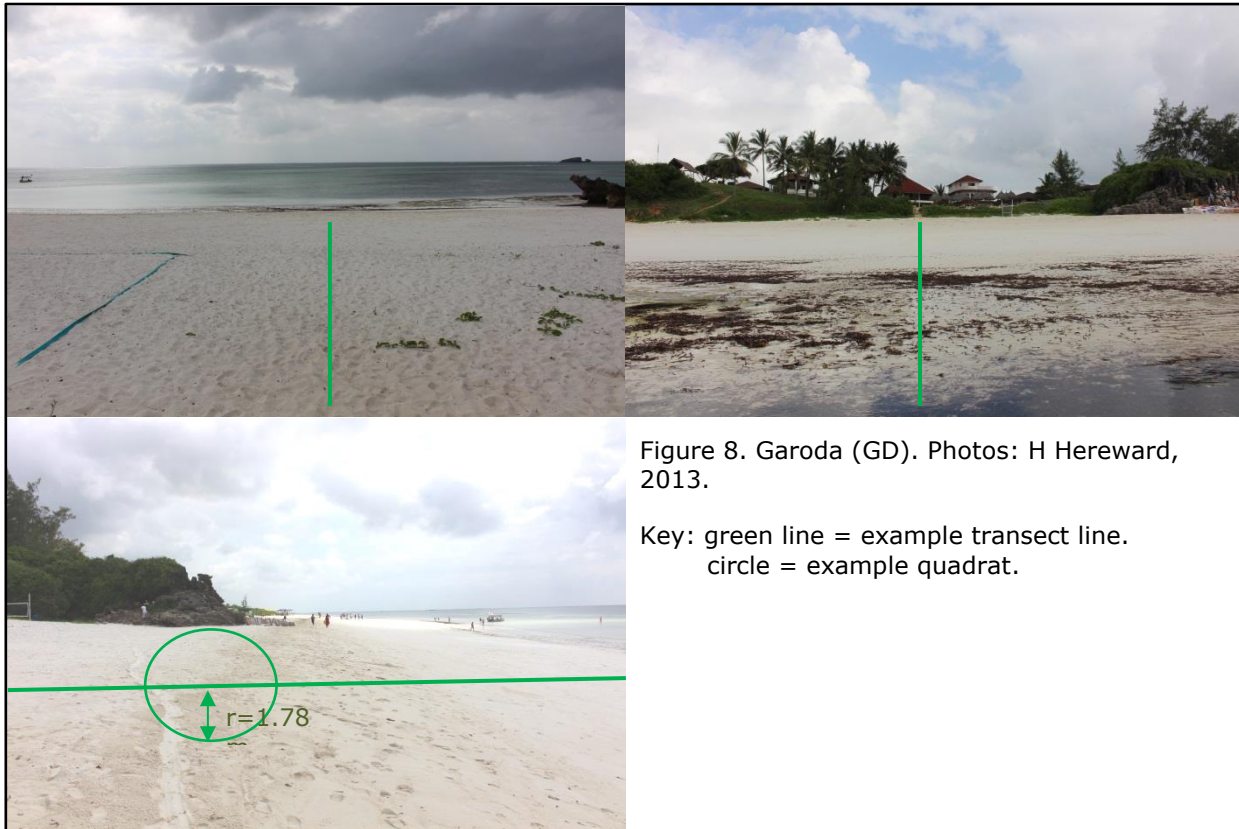 Figure 8. Garoda (GD). Photos: H Hereward,
2013.
Key: green line = example transect line.
circle = example quadrat.
r=1.78